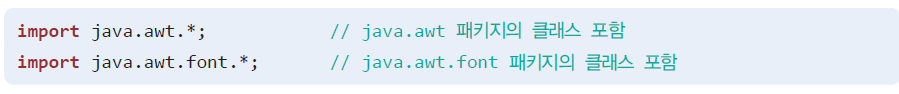 import java.awt.*; // java.awt 패키지의 클래스 포함
import java.awt.font.*; // java.awt.font 패키지의 클래스 포함